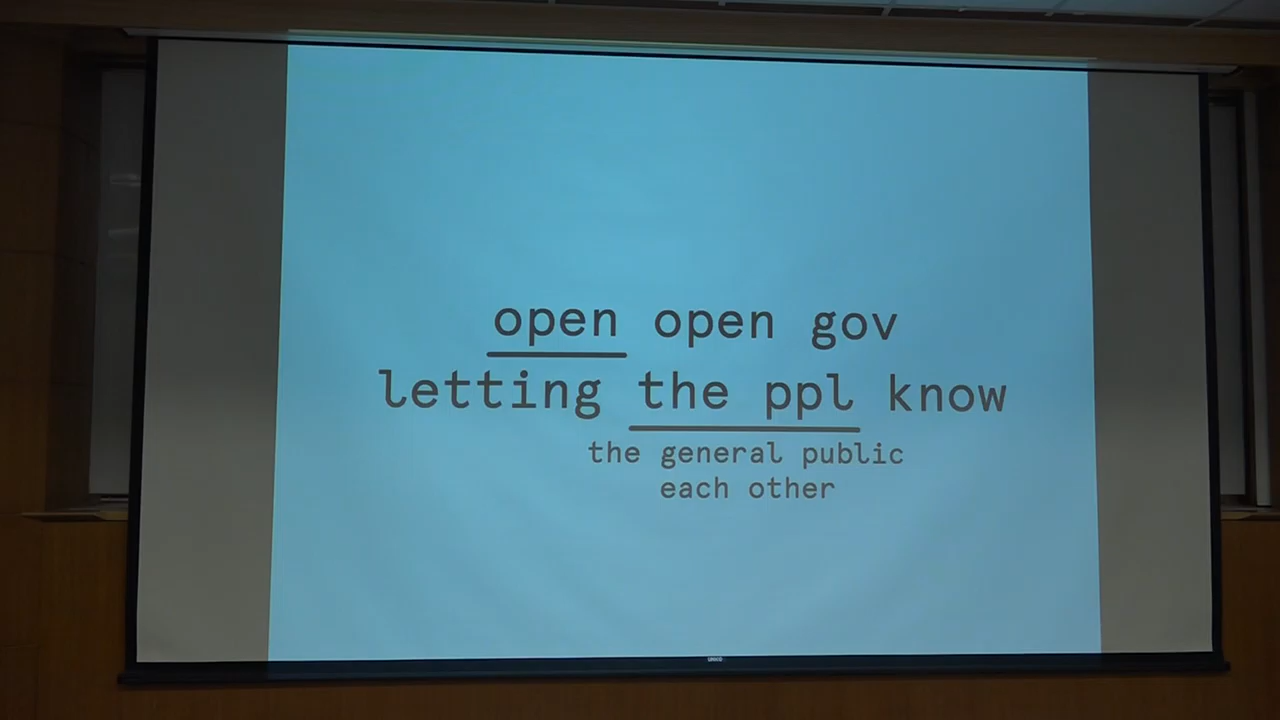 open open gov
letting the ppl know
the general public
each other